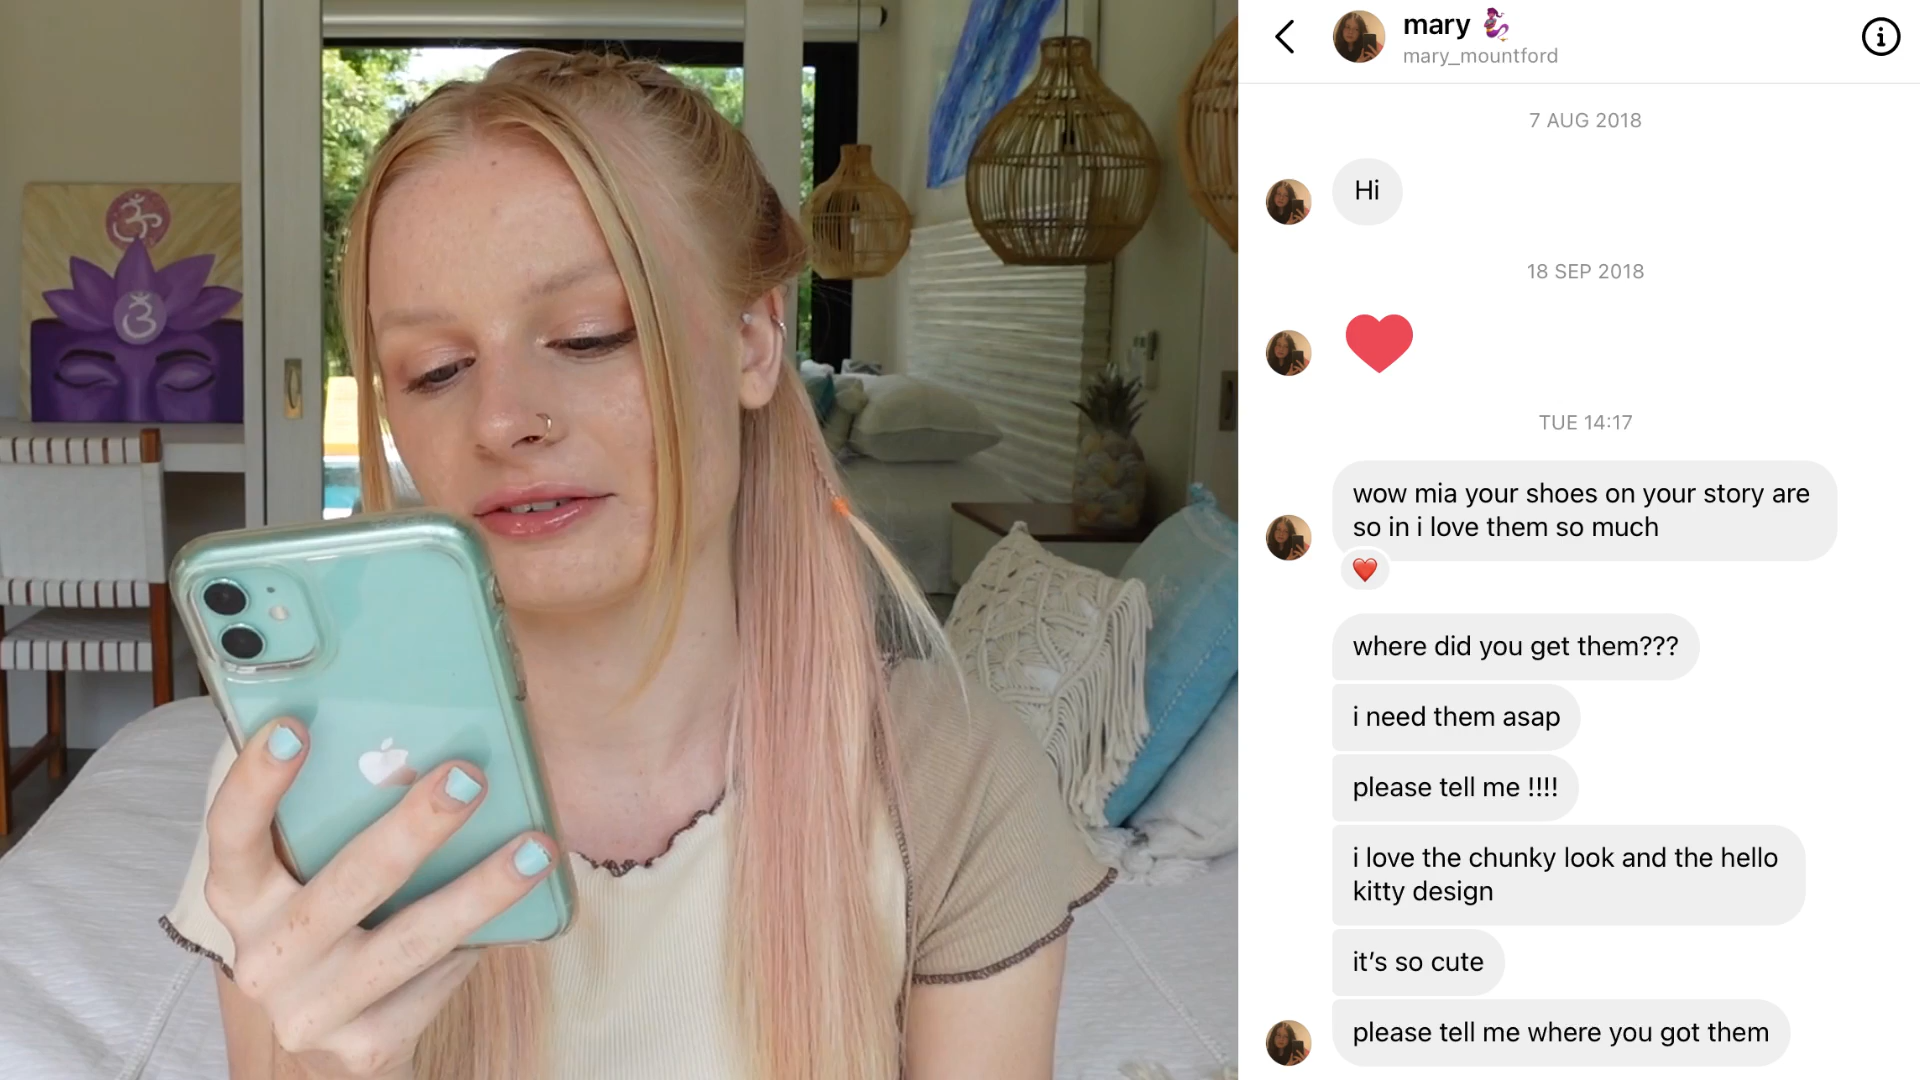 mary 🧞‍♀️
mary_mountford
7 AUG 2018
Hi
18 SEP 2018
TUE 14:17
wow mia your shoes on your story are
so in i love them so much
where did you get them???
i need them asap
please tell me !!!!
i love the chunky look and the hello
kitty design
it’s so cute
please tell me where you got them
ॐ
ॐ